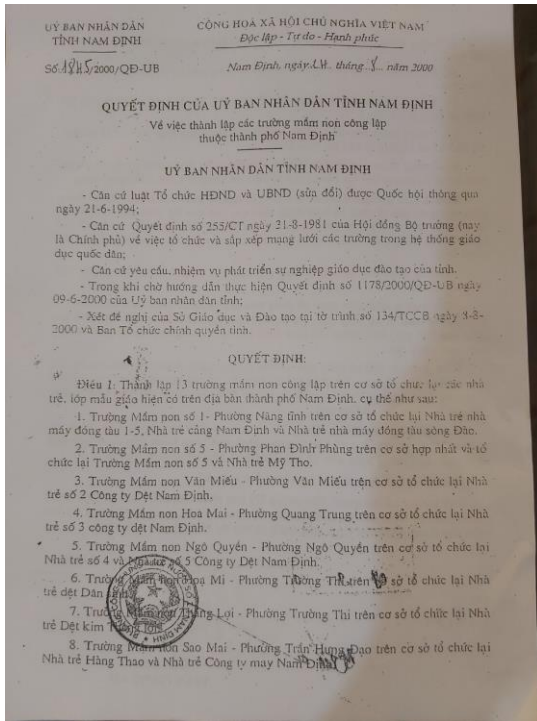 UỶ BAN NHÂN DÂN
TỈNH NAM ĐỊNH
CỘNG HOÀ XÃ HỘI CHỦ NGHĨA VIỆT NAM
Độc lập - Tự do - Hạnh phúc
Số 1845/2000/QĐ-UB
Nam Định, ngày tháng 8 năm 2000
QUYẾT ĐỊNH CỦA UỶ BAN NHÂN DÂN TỈNH NAM ĐỊNH
Về việc thành lập các trường mầm non công lập
thuộc thành phố Nam Định
UỶ BAN NHÂN DÂN TỈNH NAM ĐỊNH
- Căn cứ luật Tổ chức HĐND và UBND (sửa đổi) được Quốc hội thông qua
ngày 21-6-1994;
- Căn cứ Quyết định số 255/CT ngày 21-8-1981 của Hội đồng Bộ trưởng (nay
là Chính phủ) về việc tổ chức và sắp xếp mạng lưới các trường trong hệ thống giáo
dục quốc dân;
- Căn cứ yêu cầu, nhiệm vụ phát triển sự nghiệp giáo dục đào tạo của tỉnh.
- Trong khi chờ hướng dẫn thực hiện Quyết định số 1178/2000/QĐ-UB ngày
09-6-2000 của Uỷ ban nhân dân tỉnh;
- Xét đề nghị của Sở Giáo dục và Đào tạo tại tờ trình số 134/TCCB ngày 3-8-
2000 và Ban Tổ chức chính quyền tỉnh.
QUYẾT ĐỊNH:
Điều 1: Thành lập 13 trường mầm non công lập trên cơ sở tổ chức lại các nhà
trẻ, lớp mẫu giáo hiện có trên địa bàn thành phố Nam Định, cụ thể như sau:
1. Trường Mầm non số 1- Phường Năng tĩnh trên cơ sở tổ chức lại Nhà trẻ nhà
máy đóng tàu 1-5, Nhà trẻ cảng Nam Định và Nhà trẻ nhà máy đóng tàu sông Đào.
2. Trường Mầm non số 5 - Phường Phan Đình Phùng trên cơ sở hợp nhất và tổ
chức lại Trường Mầm non số 5 và Nhà trẻ Mỹ Tho.
3. Trường Mầm non Văn Miếu - Phường Văn Miếu trên cơ sở tổ chức lại Nhà
trẻ số 2 Công ty Dệt Nam Định.
4. Trường Mầm non Hoa Mai - Phường Quang Trung trên cơ sở tổ chức lại Nhà
trẻ số 3 công ty dệt Nam Định.
5. Trường Mầm non Ngô Quyền - Phường Ngô Quyền trên cơ sở tổ chức lại
Nhà trẻ số 4 và Nhà trẻ số 5 Công ty Dệt Nam Định.
6. Trường Mầm non Hoạ Mi - Phường Trường Thi trên cơ sở tổ chức lại Nhà
trẻ dệt Dân
7. Trường Mầm non Thắng Lợi - Phường Trường Thi trên cơ sở tổ chức lại Nhà
trẻ Dệt kim Thắng Lợi.
8. Trường Mầm non Sao Mai - Phường Trần Hưng Đạo trên cơ sở tổ chức lại
Nhà trẻ Hàng Thao và Nhà trẻ Công ty may Nam Định.